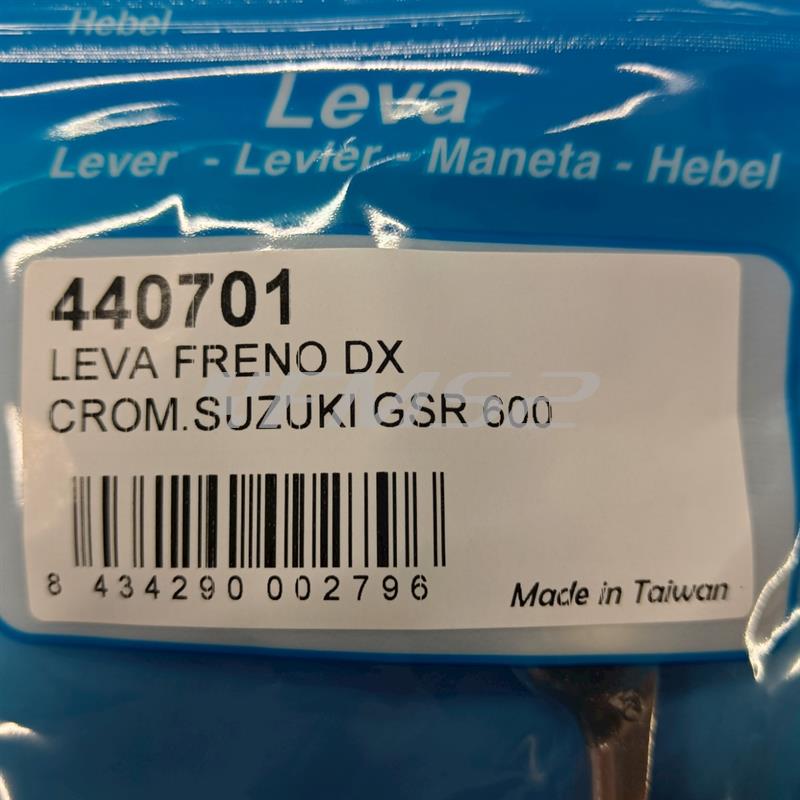 Hebel
Leva
Lever - Levier - Maneta - Hebel
440701
LEVA FRENO DX
CROM.SUZUKI GSR 600
8 434290 002796
Made in Taiwan